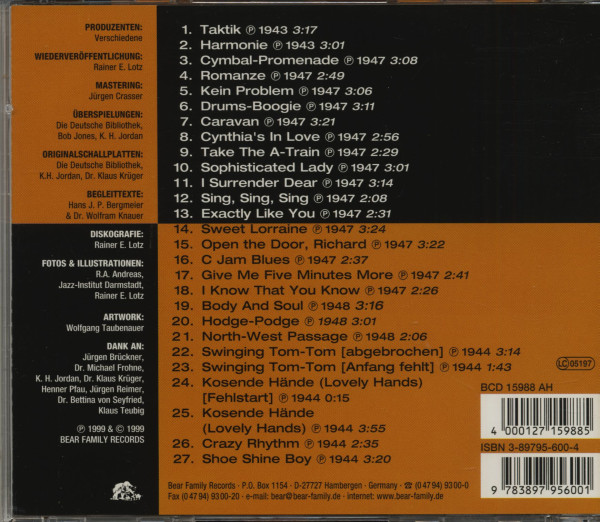 PRODUZENTEN:
Verschiedene
WIEDERVERÖFFENTLICHUNG:
Rainer E. Lotz
MASTERING:
Jürgen Crasser
ÜBERSPIELUNGEN:
Die Deutsche Bibliothek,
Bob Jones, K. H. Jordan
ORIGINALSCHALLPLATTEN:
Die Deutsche Bibliothek,
K.H. Jordan, Dr. Klaus Krüger
BEGLEITTEXTE:
Hans J. P. Bergmeier
& Dr. Wolfram Knauer
DISKOGRAFIE:
Rainer E. Lotz
FOTOS & ILLUSTRATIONEN:
R.A. Andreas,
Jazz-Institut Darmstadt,
Rainer E. Lotz
ARTWORK:
Wolfgang Taubenauer
DANK AN:
Jürgen Brückner,
Dr. Michael Frohne,
K. H. Jordan, Dr. Klaus Krüger,
Henner Pfau, Jürgen Reimer,
Dr. Bettina von Seyfried,
Klaus Teubig
℗ 1999 & © 1999
BEAR FAMILY RECORDS
1. Taktik ℗ 1943 3:17
2. Harmonie ℗ 1943 3:01
3. Cymbal-Promenade ℗ 1947 3:08
4. Romanze ℗ 1947 2:49
5. Kein Problem ℗ 1947 3:06
6. Drums-Boogie ℗ 1947 3:11
7. Caravan ℗ 1947 3:21
8. Cynthia's In Love ℗ 1947 2:56
9. Take The A-Train ℗ 1947 2:29
10. Sophisticated Lady ℗ 1947 3:01
11. I Surrender Dear ℗ 1947 3:14
12. Sing, Sing, Sing ℗ 1947 2:08
13. Exactly Like You ℗ 1947 2:31
14. Sweet Lorraine ℗ 1947 3:24
15. Open the Door, Richard ℗ 1947 3:22
16. C Jam Blues ℗ 1947 2:37
17. Give Me Five Minutes More ℗ 1947 2:41
18. I Know That You Know ℗ 1947 2:26
19. Body And Soul ℗ 1948 3:16
20. Hodge-Podge ℗ 1948 3:01
21. North-West Passage ℗ 1948 2:06
22. Swinging Tom-Tom [abgebrochen] ℗ 1944 3:14
23. Swinging Tom-Tom [Anfang fehlt] ℗ 1944 1:43
24. Kosende Hände (Lovely Hands)
[Fehlstart] ℗ 1944 0:15
25. Kosende Hände
(Lovely Hands) ℗ 1944 3:55
26. Crazy Rhythm ℗ 1944 2:35
27. Shoe Shine Boy ℗ 1944 3:20
LC 05197
BCD 15988 AH
4 000127 159885
ISBN 3-89795-600-4
9 783897 956001
Bear Family Records · P.O. Box 1154 · D-27727 Hambergen · Germany · ☎ (0 47 94) 93 00-0
Fax (0 47 94) 93 00-20 · e-mail: bear@bear-family.de · internet: www.bear-family.de